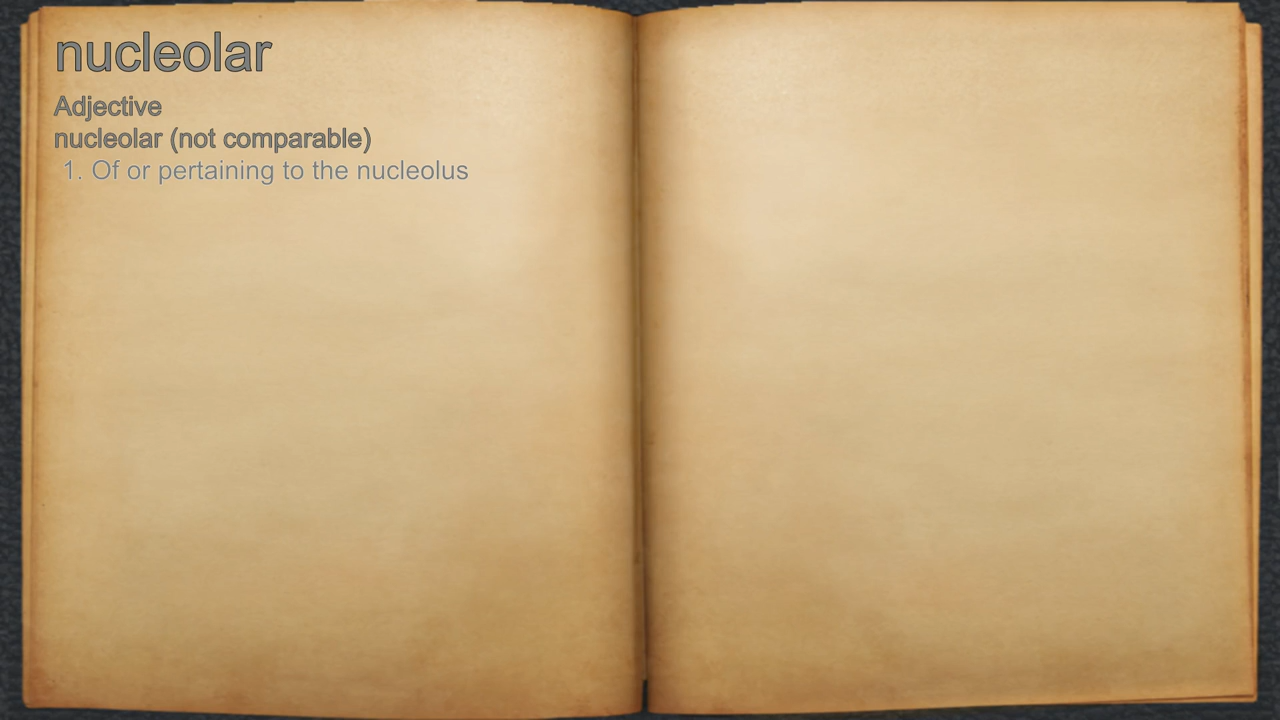 nucleolar
Adjective
nucleolar (not comparable)
1. Of or pertaining to the nucleolus